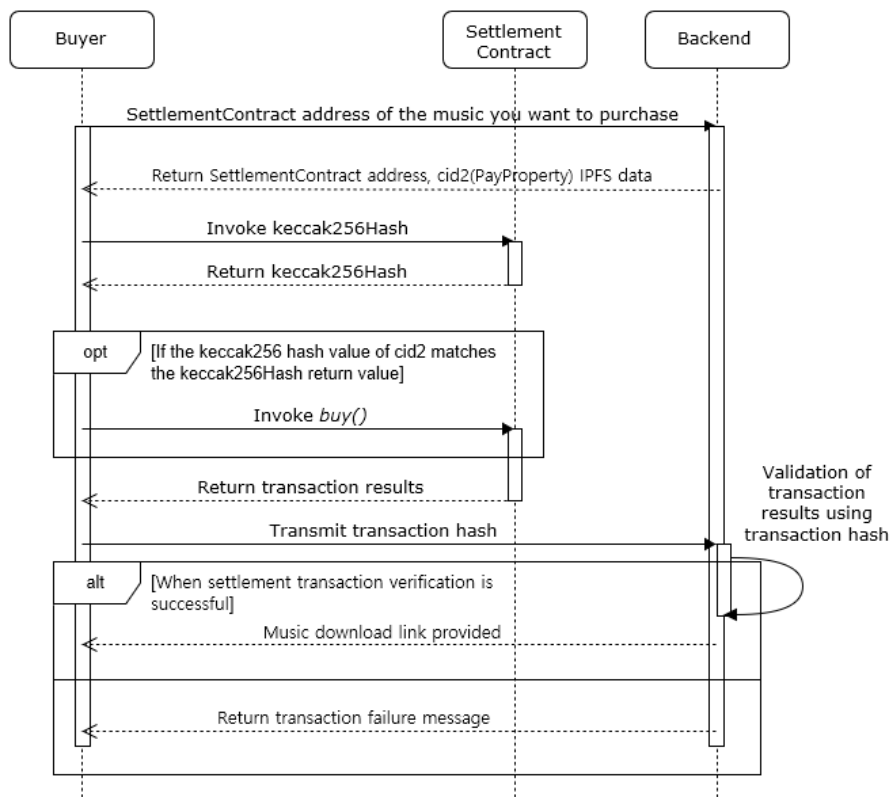 Buyer
Settlement
Contract
Backend
SettlementContract address of the music you want to purchase
Return SettlementContract address, cid2(PayProperty) IPFS data
Invoke keccak256Hash
Return keccak256Hash
opt
[If the keccak256 hash value of cid2 matches
the keccak256Hash return value]
Invoke buy()
Return transaction results
Validation of
transaction
results using
transaction hash
Transmit transaction hash
alt
[When settlement transaction verification is
successful]
Music download link provided
Return transaction failure message